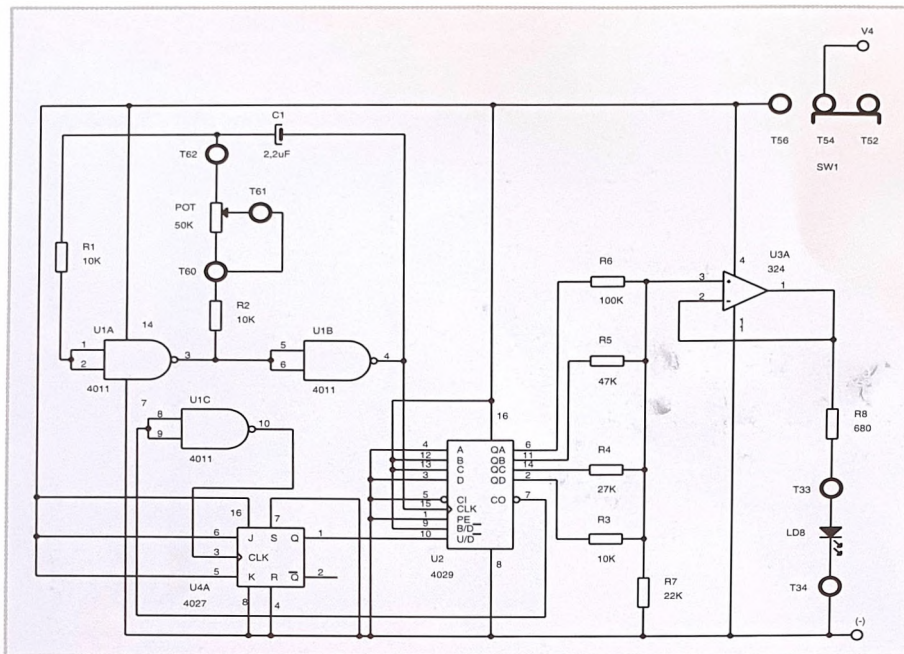 V4
T56
T54
T52
SW1
C1
2,2uF
T62
T61
POT
50K
R1
10K
T60
R2
10K
U1A
14
1
2
3
4011
U1B
5
6
4
4011
7
U1C
8
9
10
4011
R6
100K
R5
47K
R4
27K
R3
10K
R7
22K
U3A
324
4
3
2
1
R8
680
T33
LD8
T34
(-)
16
4 A QA 6
12 B QB 11
13 C QC 14
3 D QD 2
5 CI CO 7
15 CLK
1 PE
9 B/D
10 U/D
U2
4029
8
16
7
6 J S Q 1
3 CLK
5 K R Q 2
U4A
4027
8
4